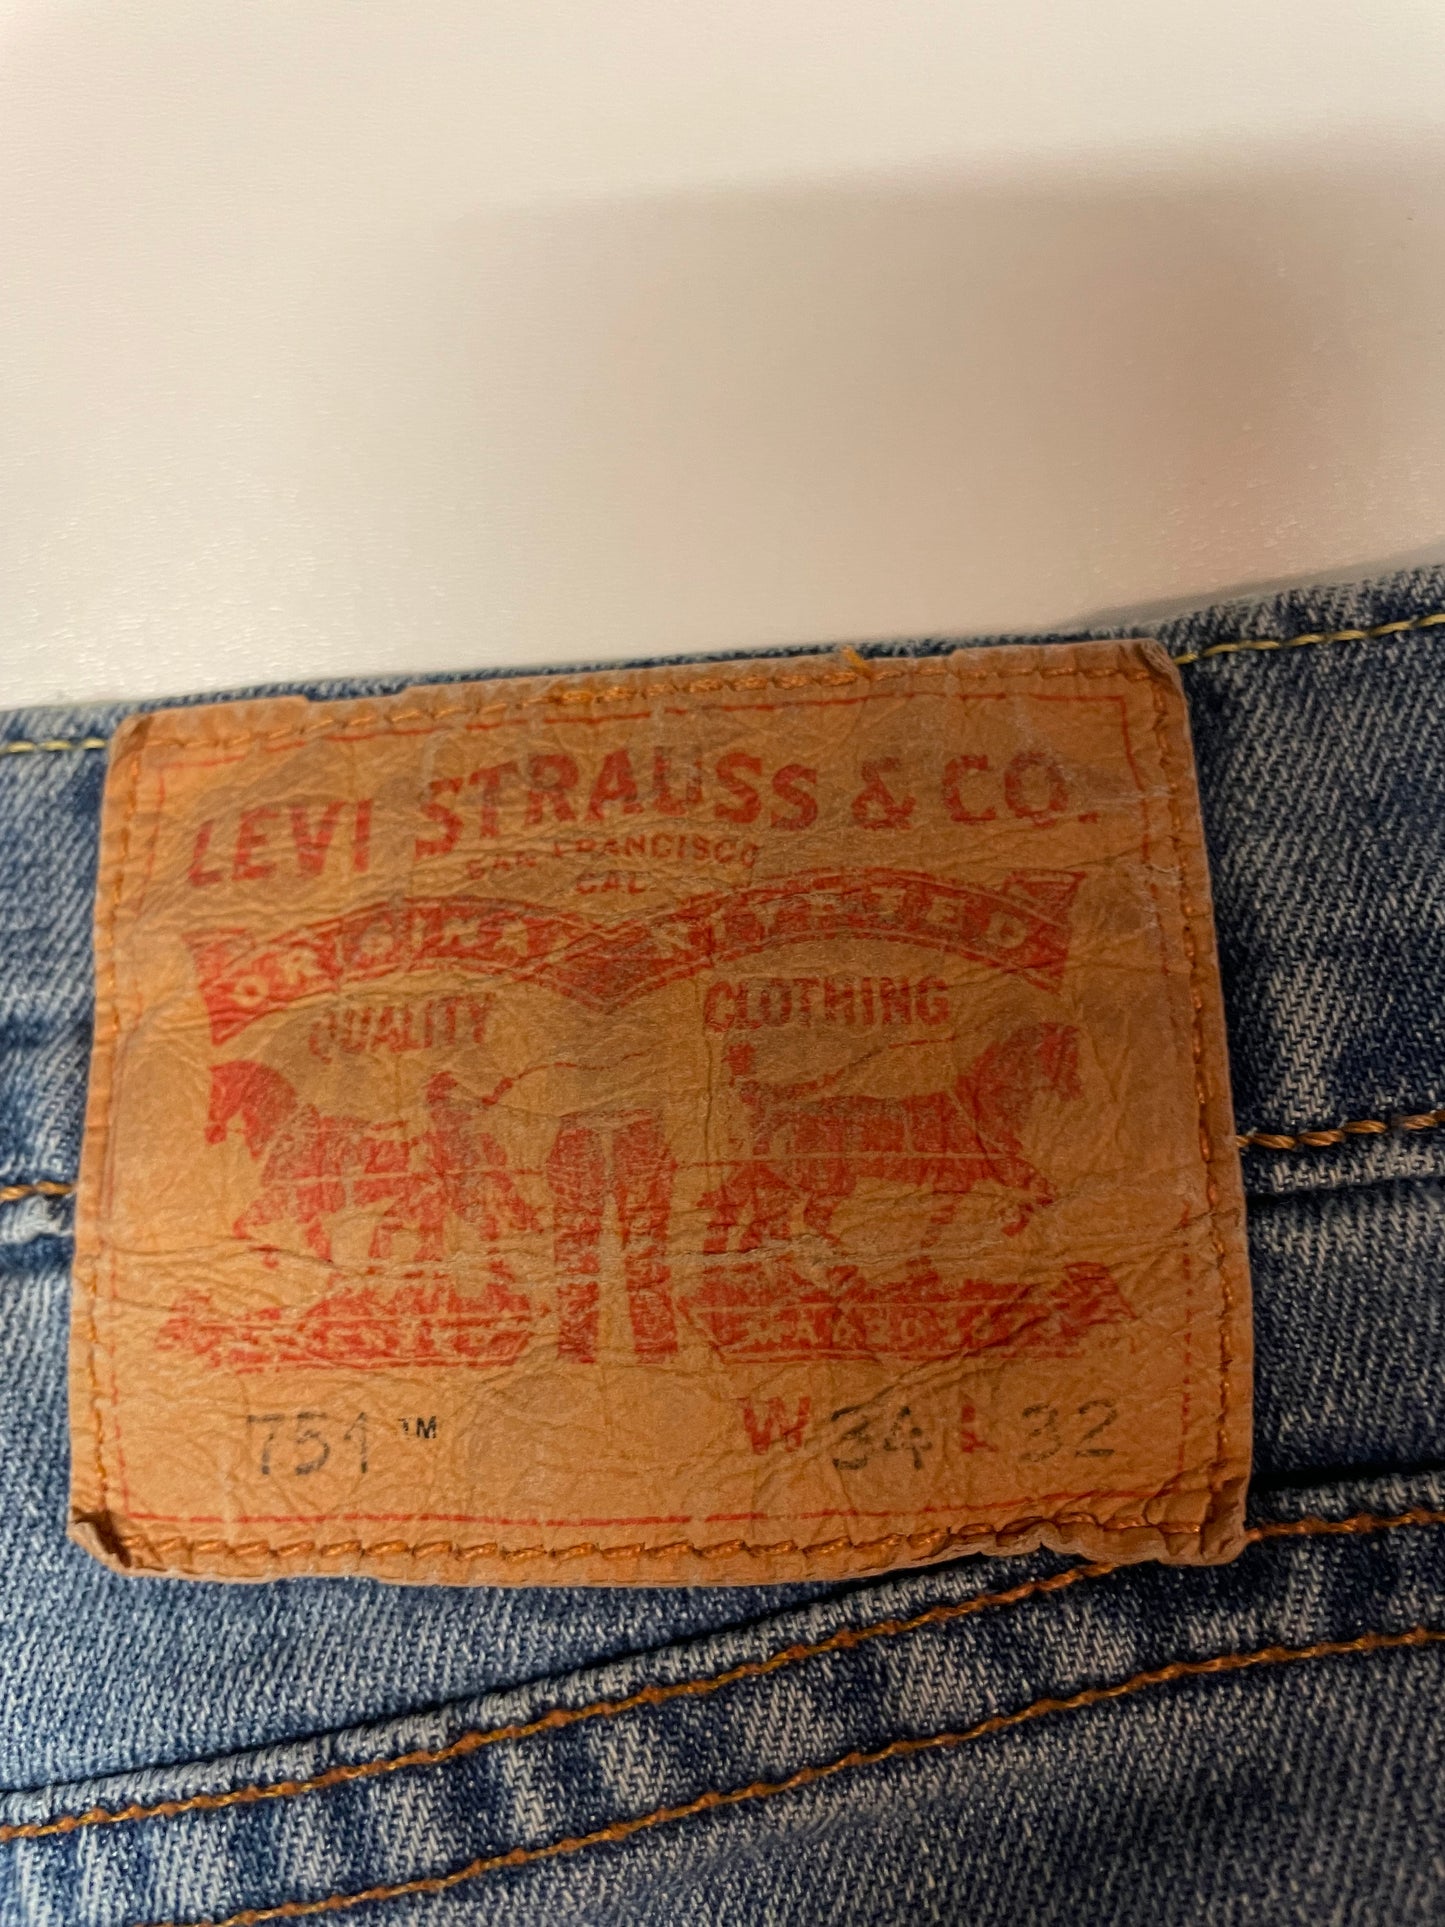 LEVI STRAUSS & CO.
SAN FRANCISCO
CAL.
ORIGINAL RIVETED
QUALITY CLOTHING
751™ W 34 L 32